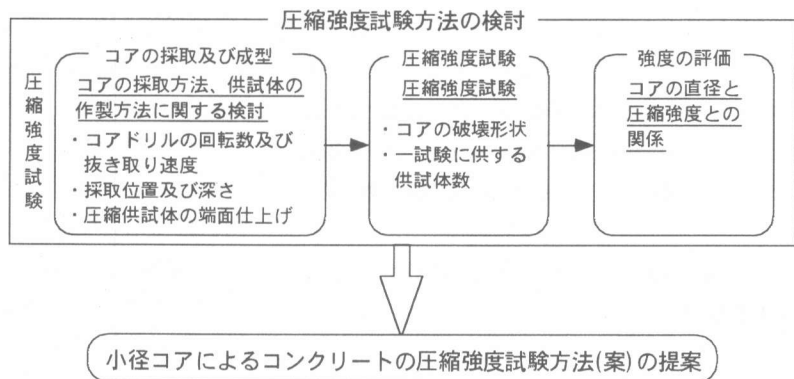 圧縮強度試験方法の検討
圧縮強度試験
コアの採取及び成型
コアの採取方法、供試体の
作製方法に関する検討
・コアドリルの回転数及び
抜き取り速度
・採取位置及び深さ
・圧縮供試体の端面仕上げ
圧縮強度試験
圧縮強度試験
・コアの破壊形状
・一試験に供する
供試体数
強度の評価
コアの直径と
圧縮強度との
関係
小径コアによるコンクリートの圧縮強度試験方法(案)の提案